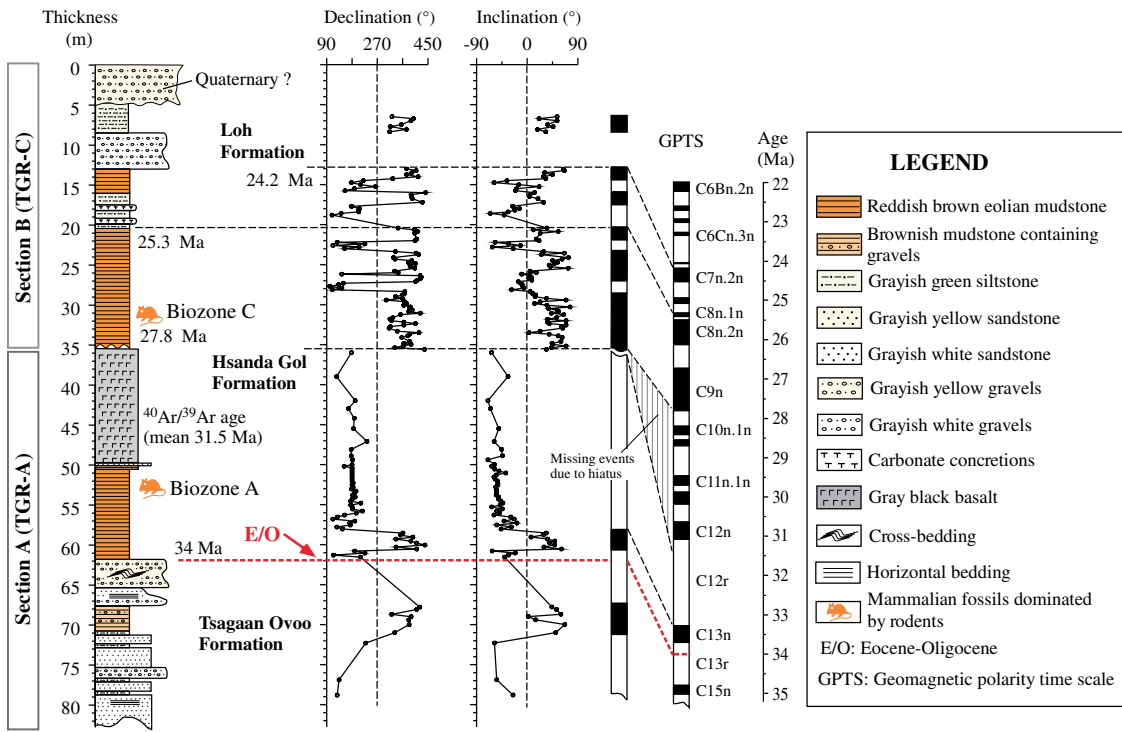 Thickness
(m)
Declination (°)
Inclination (°)
90 270 450
-90 0 90
0
5
10
15
20
25
30
35
40
45
50
55
60
65
70
75
80
Section B (TGR-C)
Section A (TGR-A)
Quaternary ?
Loh
Formation
24.2 Ma
25.3 Ma
Biozone C
27.8 Ma
Hsanda Gol
Formation
40Ar/39Ar age
(mean 31.5 Ma)
Biozone A
E/O
34 Ma
Tsagaan Ovoo
Formation
Missing events
due to hiatus
GPTS
C6Bn.2n
C6Cn.3n
C7n.2n
C8n.1n
C8n.2n
C9n
C10n.1n
C11n.1n
C12n
C12r
C13n
C13r
C15n
Age
(Ma)
22
23
24
25
26
27
28
29
30
31
32
33
34
35
LEGEND
Reddish brown eolian mudstone
Brownish mudstone containing
gravels
Grayish green siltstone
Grayish yellow sandstone
Grayish white sandstone
Grayish yellow gravels
Grayish white gravels
Carbonate concretions
Gray black basalt
Cross-bedding
Horizontal bedding
Mammalian fossils dominated
by rodents
E/O: Eocene-Oligocene
GPTS: Geomagnetic polarity time scale